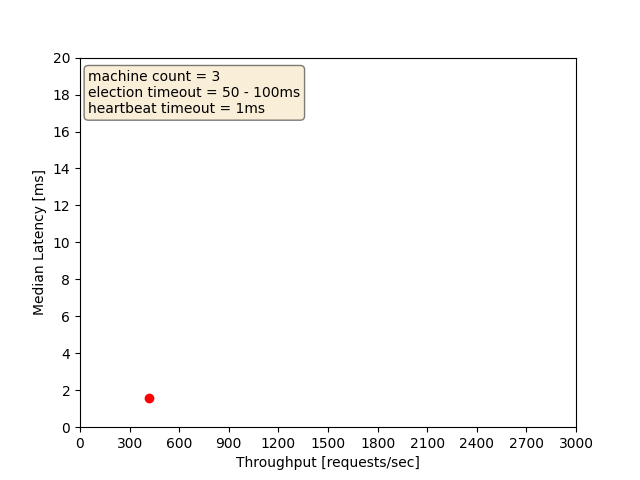 machine count = 3
election timeout = 50 - 100ms
heartbeat timeout = 1ms
20
18
16
14
12
10
8
6
4
2
0
Median Latency [ms]
0 300 600 900 1200 1500 1800 2100 2400 2700 3000
Throughput [requests/sec]